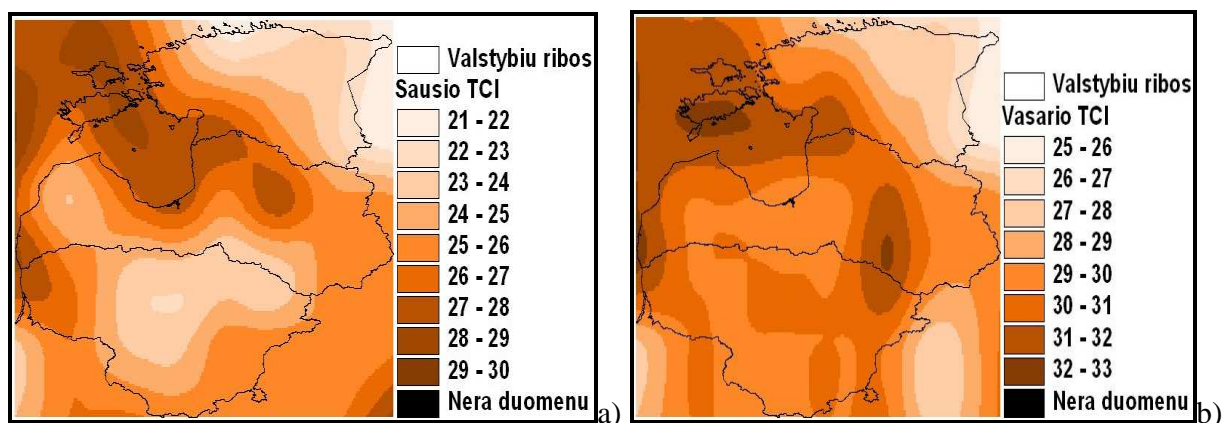 Valstybiu ribos
Sausio TCI
21 - 22
22 - 23
23 - 24
24 - 25
25 - 26
26 - 27
27 - 28
28 - 29
29 - 30
Nera duomenu
a)
Valstybiu ribos
Vasario TCI
25 - 26
26 - 27
27 - 28
28 - 29
29 - 30
30 - 31
31 - 32
32 - 33
Nera duomenu
b)